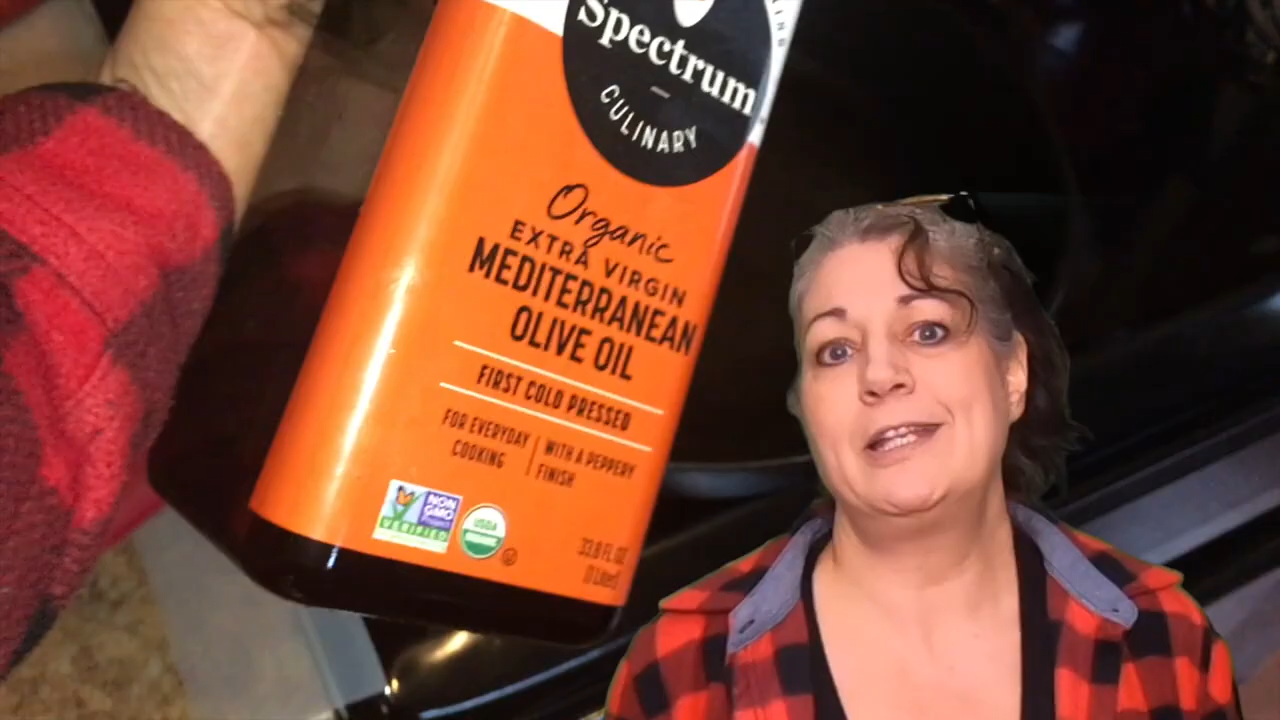 Spectrum
CULINARY
Organic
EXTRA VIRGIN
MEDITERRANEAN
OLIVE OIL
FIRST COLD PRESSED
FOR EVERYDAY COOKING
WITH A PEPPERY FINISH
NON
GMO
Project
VERIFIED
USDA
ORGANIC
33.8 FL OZ
(1 Liter)